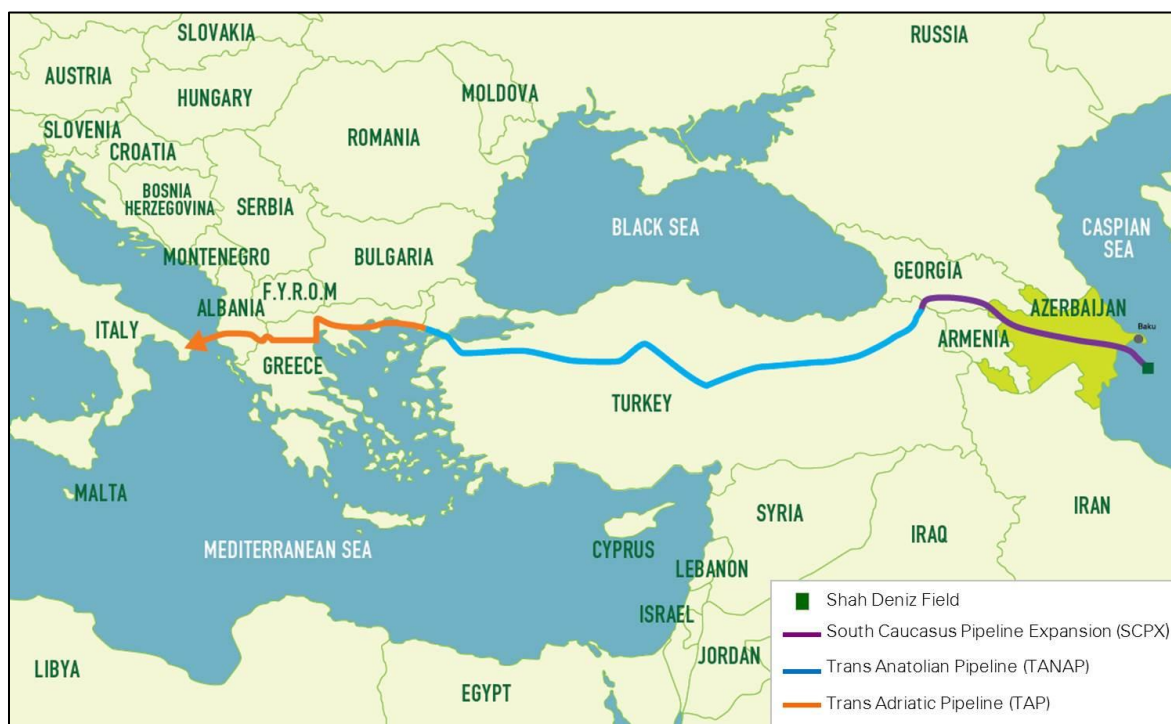 SLOVAKIA
RUSSIA
AUSTRIA
MOLDOVA
HUNGARY
SLOVENIA
ROMANIA
CROATIA
BOSNIA
HERZEGOVINA
SERBIA
BLACK SEA
CASPIAN
SEA
MONTENEGRO
BULGARIA
GEORGIA
F.Y.R.O.M
ALBANIA
AZERBAIJAN
ITALY
Baku
ARMENIA
GREECE
TURKEY
MALTA
SYRIA
IRAN
IRAQ
MEDITERRANEAN SEA
CYPRUS
LEBANON
ISRAEL
JORDAN
LIBYA
EGYPT
Shah Deniz Field
South Caucasus Pipeline Expansion (SCPX)
Trans Anatolian Pipeline (TANAP)
Trans Adriatic Pipeline (TAP)